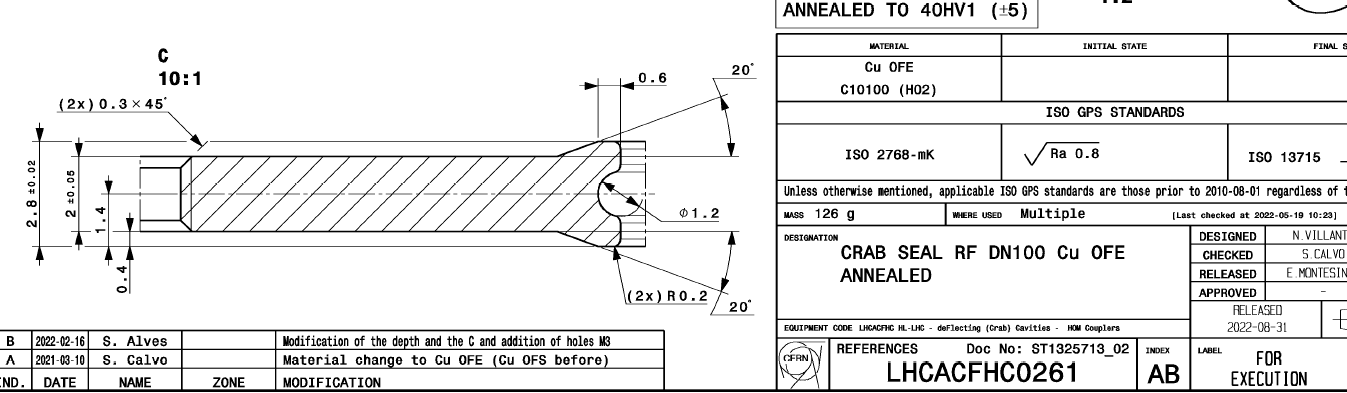 ANNEALED TO 40HV1 (±5)
C
10:1
(2x) 0.3×45°
0.6
20°
2.8 ±0.02
2 ±0.05
1.4
0.4
Φ1.2
(2x) R0.2
20°
MATERIAL
INITIAL STATE
Cu OFE
C10100 (H02)
ISO GPS STANDARDS
ISO 2768-mK
Ra 0.8
ISO 13715
Unless otherwise mentioned, applicable ISO GPS standards are those prior to 2010-08-01 regardless of
MASS 126 g
WHERE USED Multiple
[Last checked at 2022-05-19 10:23]
DESIGNATION
CRAB SEAL RF DN100 Cu OFE
ANNEALED
DESIGNED
CHECKED S.CALVO
RELEASED
APPROVED -
RELEASED
2022-08-31
EQUIPMENT CODE LHCACFHC HL-LHC - deFlecting (Crab) Cavities - HOM Couplers
CERN
REFERENCES Doc No: ST1325713_02
LHCACFHC0261
INDEX
AB
LABEL
FOR
EXECUTION
B 2022-02-16 S. Alves Modification of the depth and the C and addition of holes M3
A 2021-03-10 S. Calvo Material change to Cu OFE (Cu OFS before)
DATE NAME ZONE MODIFICATION